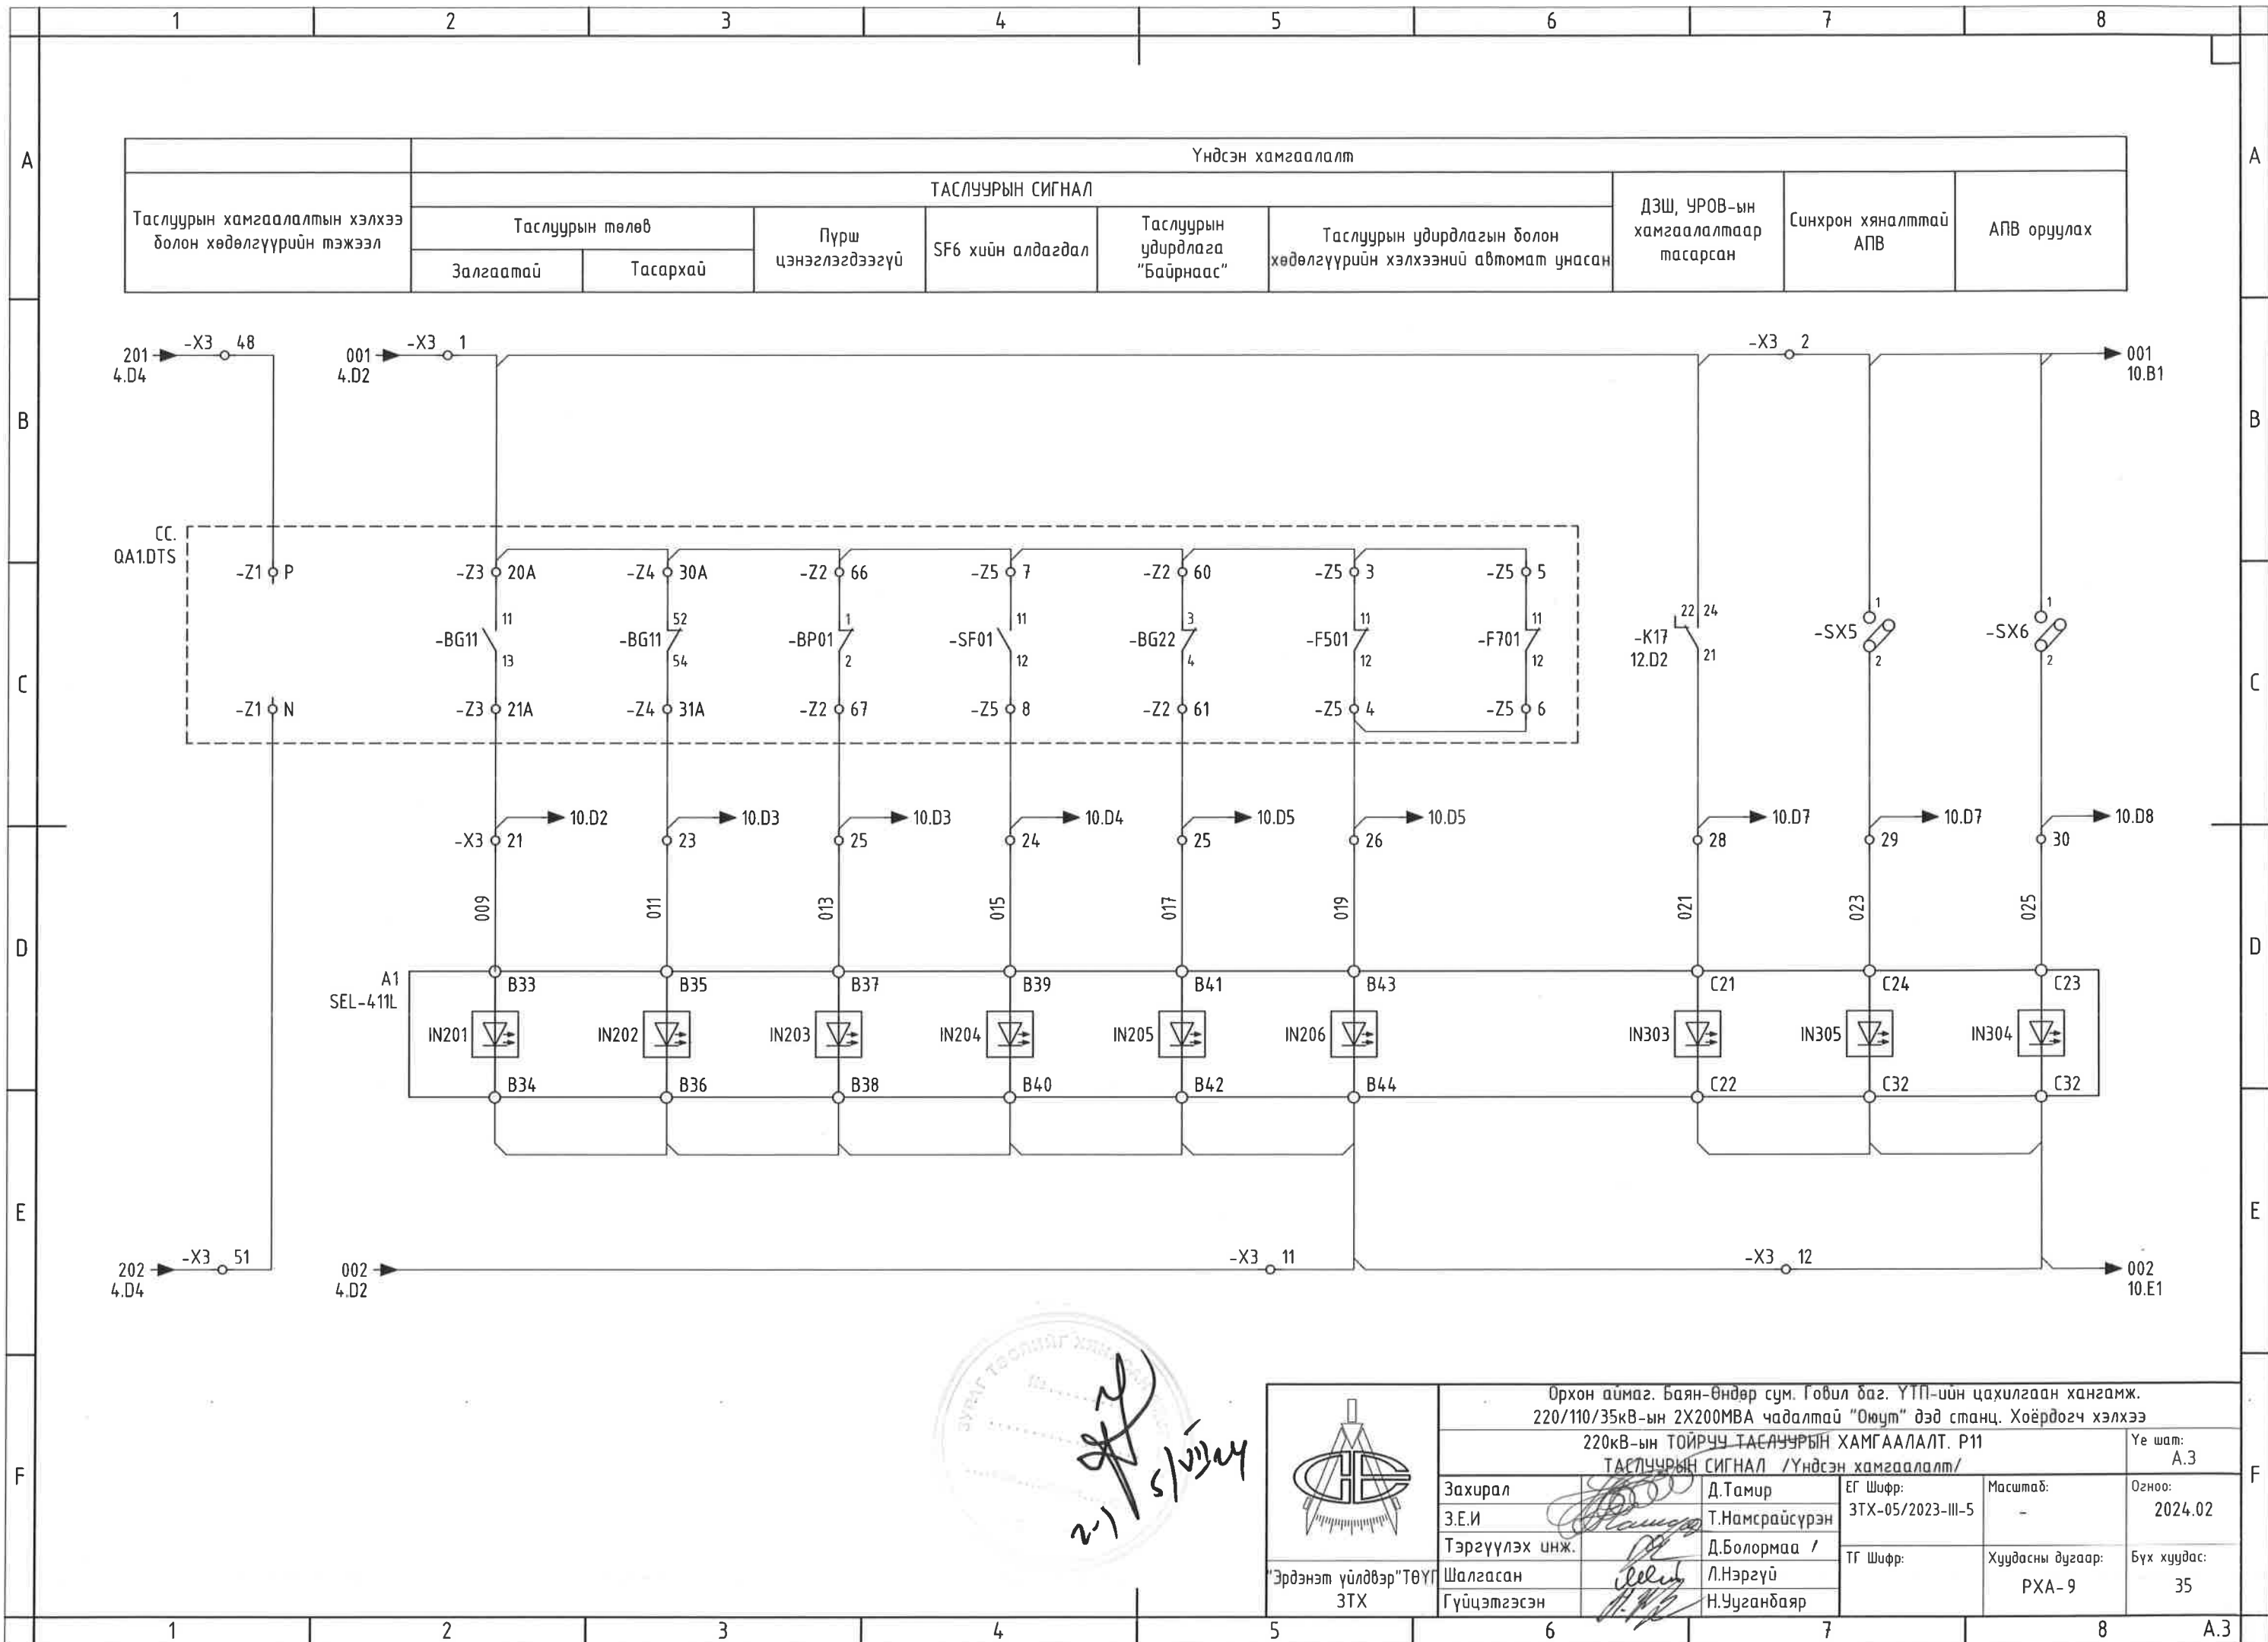 1 2 3 4 5 6 7 8
A A
Үндсэн хамгаалалт
Таслуурын хамгаалалтын хэлхээ
болон хөдөлгүүрийн тэжээл
ТАСЛУУРЫН СИГНАЛ
Таслуурын төлөв
Залгаатай
Тасархай
Пүрш
цэнэглэгдээгүй
SF6 хийн алдагдал
Таслуурын
удирдлага
"Байрнаас"
Таслуурын удирдлагын болон
хөдөлгүүрийн хэлхээний автомат унасан
ДЗШ, УРОВ-ын
хамгаалалтаар
тасарсан
Синхрон хяналттай
АПВ
АПВ оруулах
201 -X3 48
4.D4
001 -X3 1
4.D2
-X3 2
001
10.B1
B B
CC.
QA1.DTS
-Z1 P
-Z3 20A
-Z4 30A
-Z2 66
-Z5 7
-Z2 60
-Z5 3
-Z5 5
-BG11 11 13
-BG11 52 54
-BP01 1 2
-SF01 11 12
-BG22 3 4
-F501 11 12
-F701 11 12
-K17 22 24 21
12.D2
-SX5 1 2
-SX6 1 2
C C
-Z1 N
-Z3 21A
-Z4 31A
-Z2 67
-Z5 8
-Z2 61
-Z5 4
-Z5 6
10.D2 10.D3 10.D3 10.D4 10.D5 10.D5 10.D7 10.D7 10.D8
-X3 21 23 25 24 25 26 28 29 30
009 011 013 015 017 019 021 023 025
D D
A1
SEL-411L
B33 B35 B37 B39 B41 B43 C21 C24 C23
IN201 IN202 IN203 IN204 IN205 IN206 IN303 IN305 IN304
B34 B36 B38 B40 B42 B44 C22 C32 C32
E E
202 -X3 51
4.D4
002
4.D2
-X3 11
-X3 12
002
10.E1
F F
Орхон аймаг. Баян-Өндөр сум. Говил баг. ҮТП-ийн цахилгаан хангамж.
220/110/35кВ-ын 2X200МВА чадалтай "Оюут" дэд станц. Хоёрдогч хэлхээ
220кВ-ын ТОЙРУУ ТАСЛУУРЫН ХАМГААЛАЛТ. P11
ТАСЛУУРЫН СИГНАЛ /Үндсэн хамгаалалт/
Үе шат:
А.3
Захирал Д.Тамир
З.Е.И Т.Намсрайсүрэн
Тэргүүлэх инж. Д.Болормаа /
Шалгасан Л.Нэргүй
Гүйцэтгэсэн Н.Ууганбаяр
ЕГ Шифр:
ЗТХ-05/2023-III-5
Масштаб:
-
Огноо:
2024.02
ТГ Шифр:
Хуудасны дугаар:
РХА-9
Бүх хуудас:
35
"Эрдэнэт үйлдвэр"ТӨҮГ
ЗТХ
1 2 3 4 5 6 7 8 А.3